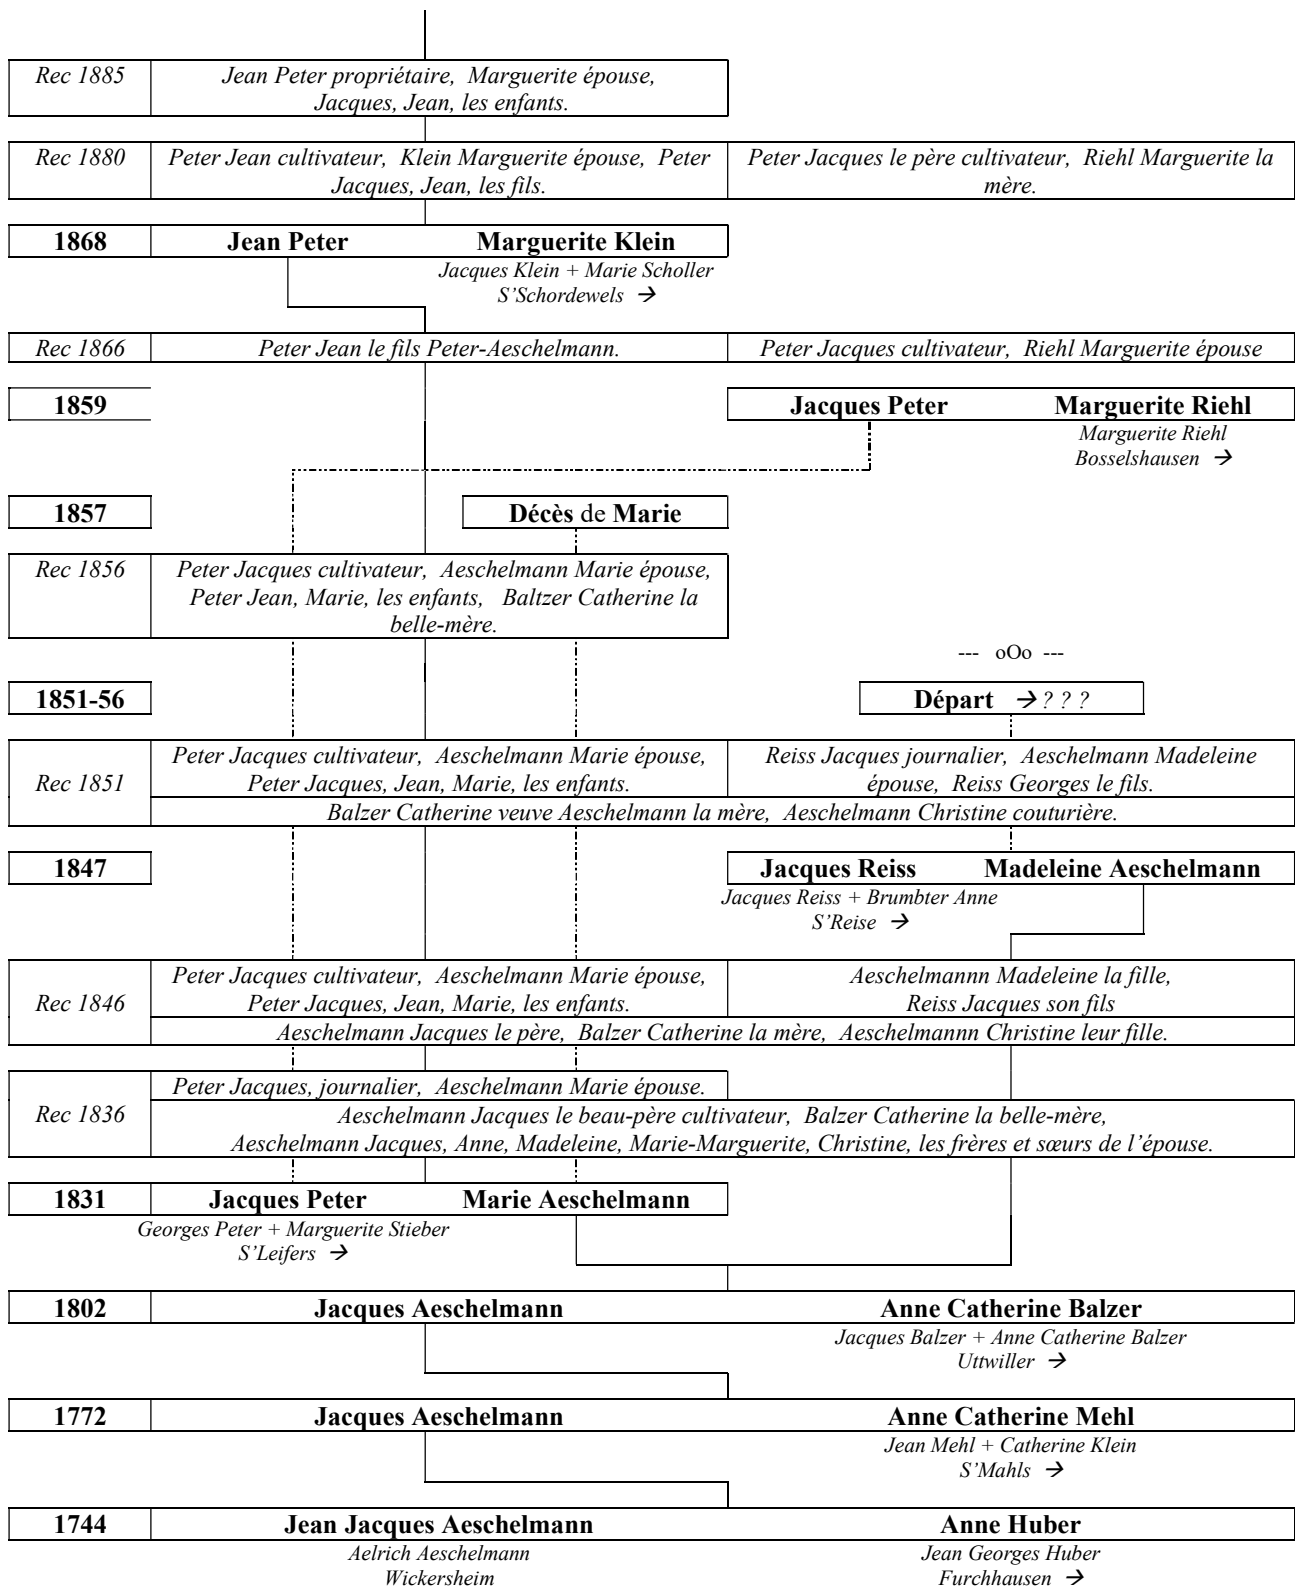 Rec 1885
Jean Peter propriétaire, Marguerite épouse,
Jacques, Jean, les enfants.
Rec 1880
Peter Jean cultivateur, Klein Marguerite épouse, Peter
Jacques, Jean, les fils.
Peter Jacques le père cultivateur, Riehl Marguerite la
mère.
1868
Jean Peter
Marguerite Klein
Jacques Klein + Marie Scholler
S’Schordewels →
Rec 1866
Peter Jean le fils Peter-Aeschelmann.
Peter Jacques cultivateur, Riehl Marguerite épouse
1859
Jacques Peter
Marguerite Riehl
Marguerite Riehl
Bosselshausen →
1857
Décès de Marie
Rec 1856
Peter Jacques cultivateur, Aeschelmann Marie épouse,
Peter Jean, Marie, les enfants, Baltzer Catherine la
belle-mère.
--- oOo ---
1851-56
Départ → ? ? ?
Rec 1851
Peter Jacques cultivateur, Aeschelmann Marie épouse,
Peter Jacques, Jean, Marie, les enfants.
Reiss Jacques journalier, Aeschelmann Madeleine
épouse, Reiss Georges le fils.
Balzer Catherine veuve Aeschelmann la mère, Aeschelmann Christine couturière.
1847
Jacques Reiss
Madeleine Aeschelmann
Jacques Reiss + Brumbter Anne
S’Reise →
Rec 1846
Peter Jacques cultivateur, Aeschelmann Marie épouse,
Peter Jacques, Jean, Marie, les enfants.
Aeschelmannn Madeleine la fille,
Reiss Jacques son fils
Aeschelmann Jacques le père, Balzer Catherine la mère, Aeschelmannn Christine leur fille.
Rec 1836
Peter Jacques, journalier, Aeschelmann Marie épouse.
Aeschelmann Jacques le beau-père cultivateur, Balzer Catherine la belle-mère,
Aeschelmann Jacques, Anne, Madeleine, Marie-Marguerite, Christine, les frères et sœurs de l’épouse.
1831
Jacques Peter
Marie Aeschelmann
Georges Peter + Marguerite Stieber
S’Leifers →
1802
Jacques Aeschelmann
Anne Catherine Balzer
Jacques Balzer + Anne Catherine Balzer
Uttwiller →
1772
Jacques Aeschelmann
Anne Catherine Mehl
Jean Mehl + Catherine Klein
S’Mahls →
1744
Jean Jacques Aeschelmann
Anne Huber
Aelrich Aeschelmann
Wickersheim
Jean Georges Huber
Furchhausen →